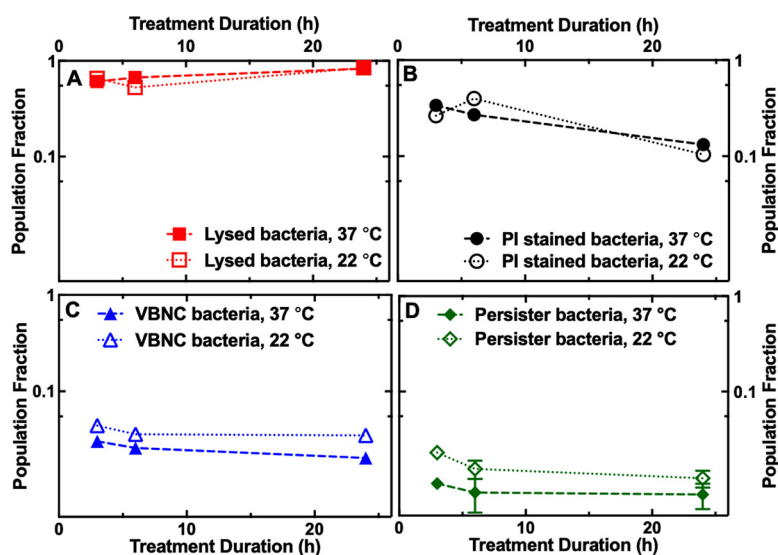 Treatment Duration (h)
Treatment Duration (h)
0 10 20
0 10 20
Population Fraction
1
0.1
A
Lysed bacteria, 37 °C
Lysed bacteria, 22 °C
B
PI stained bacteria, 37 °C
PI stained bacteria, 22 °C
1
0.1
Population Fraction
Population Fraction
1
0.1
C
VBNC bacteria, 37 °C
VBNC bacteria, 22 °C
D
Persister bacteria, 37 °C
Persister bacteria, 22 °C
1
0.1
Population Fraction
0 10 20
0 10 20
Treatment Duration (h)
Treatment Duration (h)